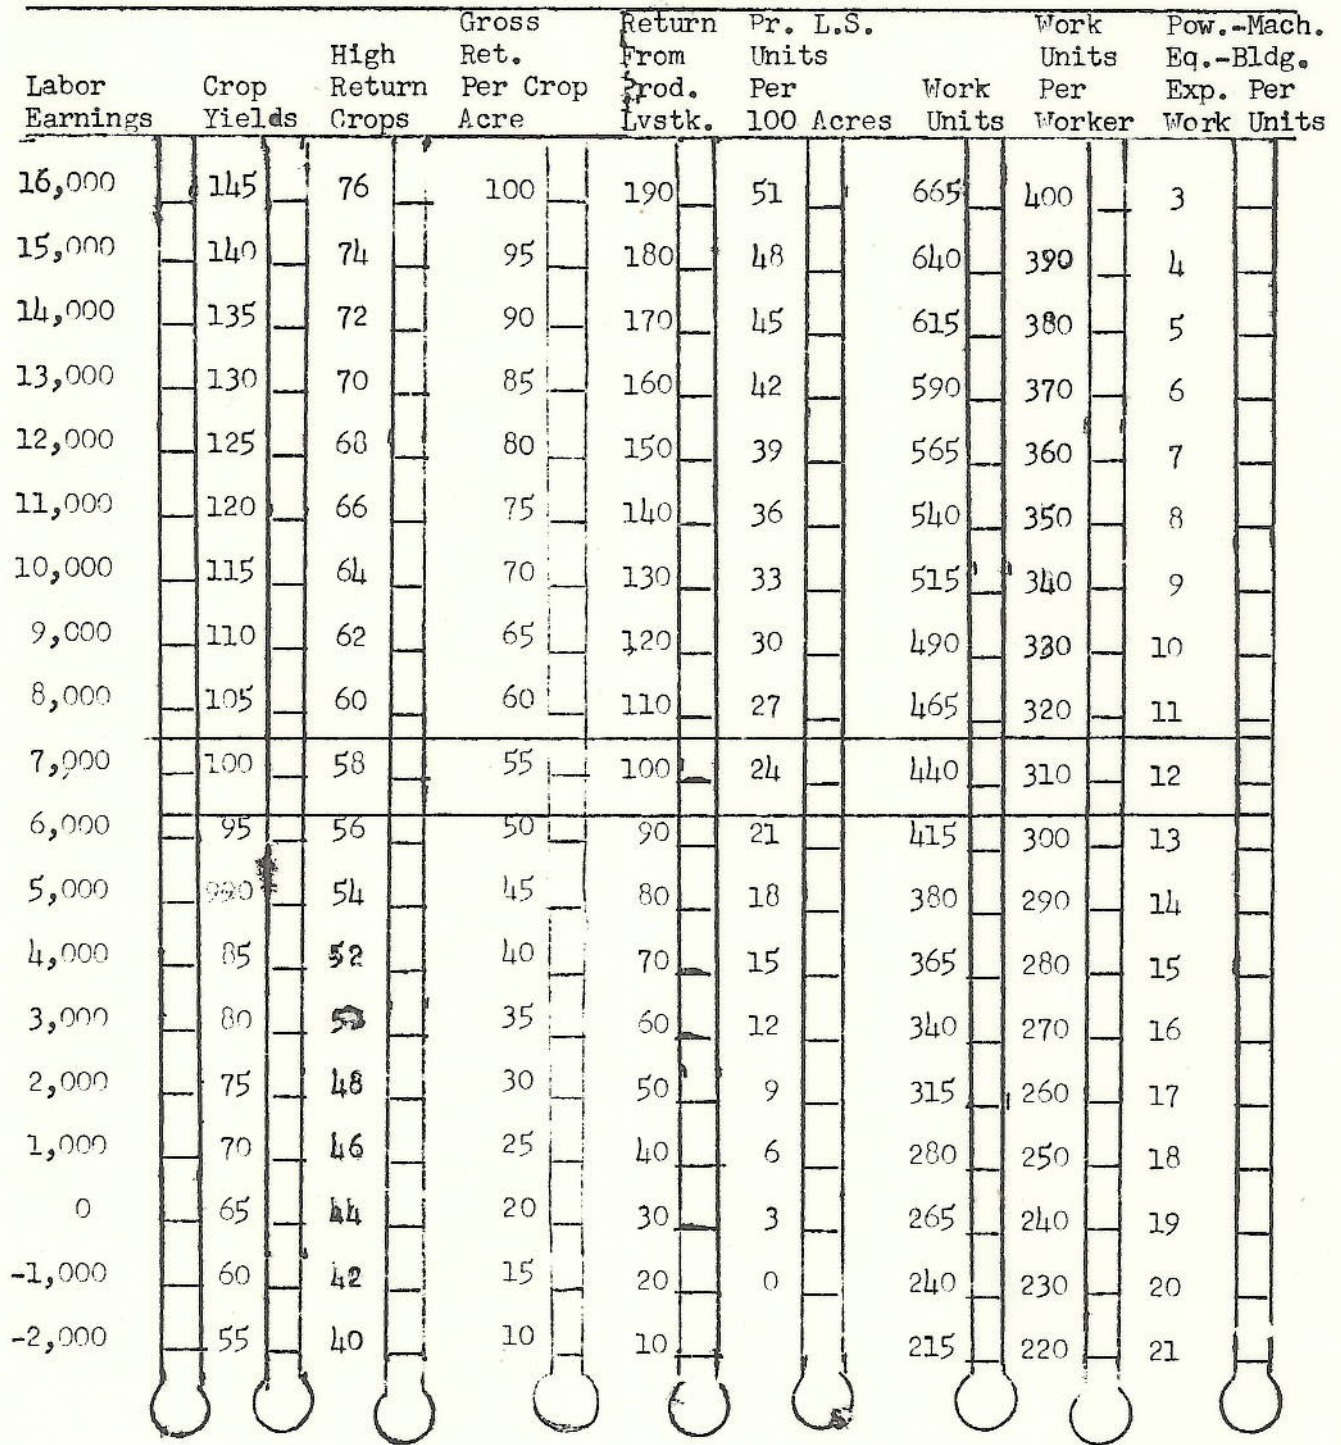 Gross Return Pr. L.S. Work Pow.-Mach.
High Ret. From Units Units Eq.-Bldg.
Labor Crop Return Per Crop Prod. Per Work Per Exp. Per
Earnings Yields Crops Acre Lvstk. 100 Acres Units Worker Work Units
16,000 145 76 100 190 51 665 400 3
15,000 140 74 95 180 48 640 390 4
14,000 135 72 90 170 45 615 380 5
13,000 130 70 85 160 42 590 370 6
12,000 125 68 80 150 39 565 360 7
11,000 120 66 75 140 36 540 350 8
10,000 115 64 70 130 33 515 340 9
9,000 110 62 65 120 30 490 330 10
8,000 105 60 60 110 27 465 320 11
7,000 100 58 55 100 24 440 310 12
6,000 95 56 50 90 21 415 300 13
5,000 54 45 80 18 380 290 14
4,000 85 52 40 70 15 365 280 15
3,000 80 35 60 12 340 270 16
2,000 75 48 30 50 9 315 260 17
1,000 70 46 25 40 6 280 250 18
0 65 44 20 30 3 265 240 19
-1,000 60 42 15 20 0 240 230 20
-2,000 55 40 10 10 215 220 21